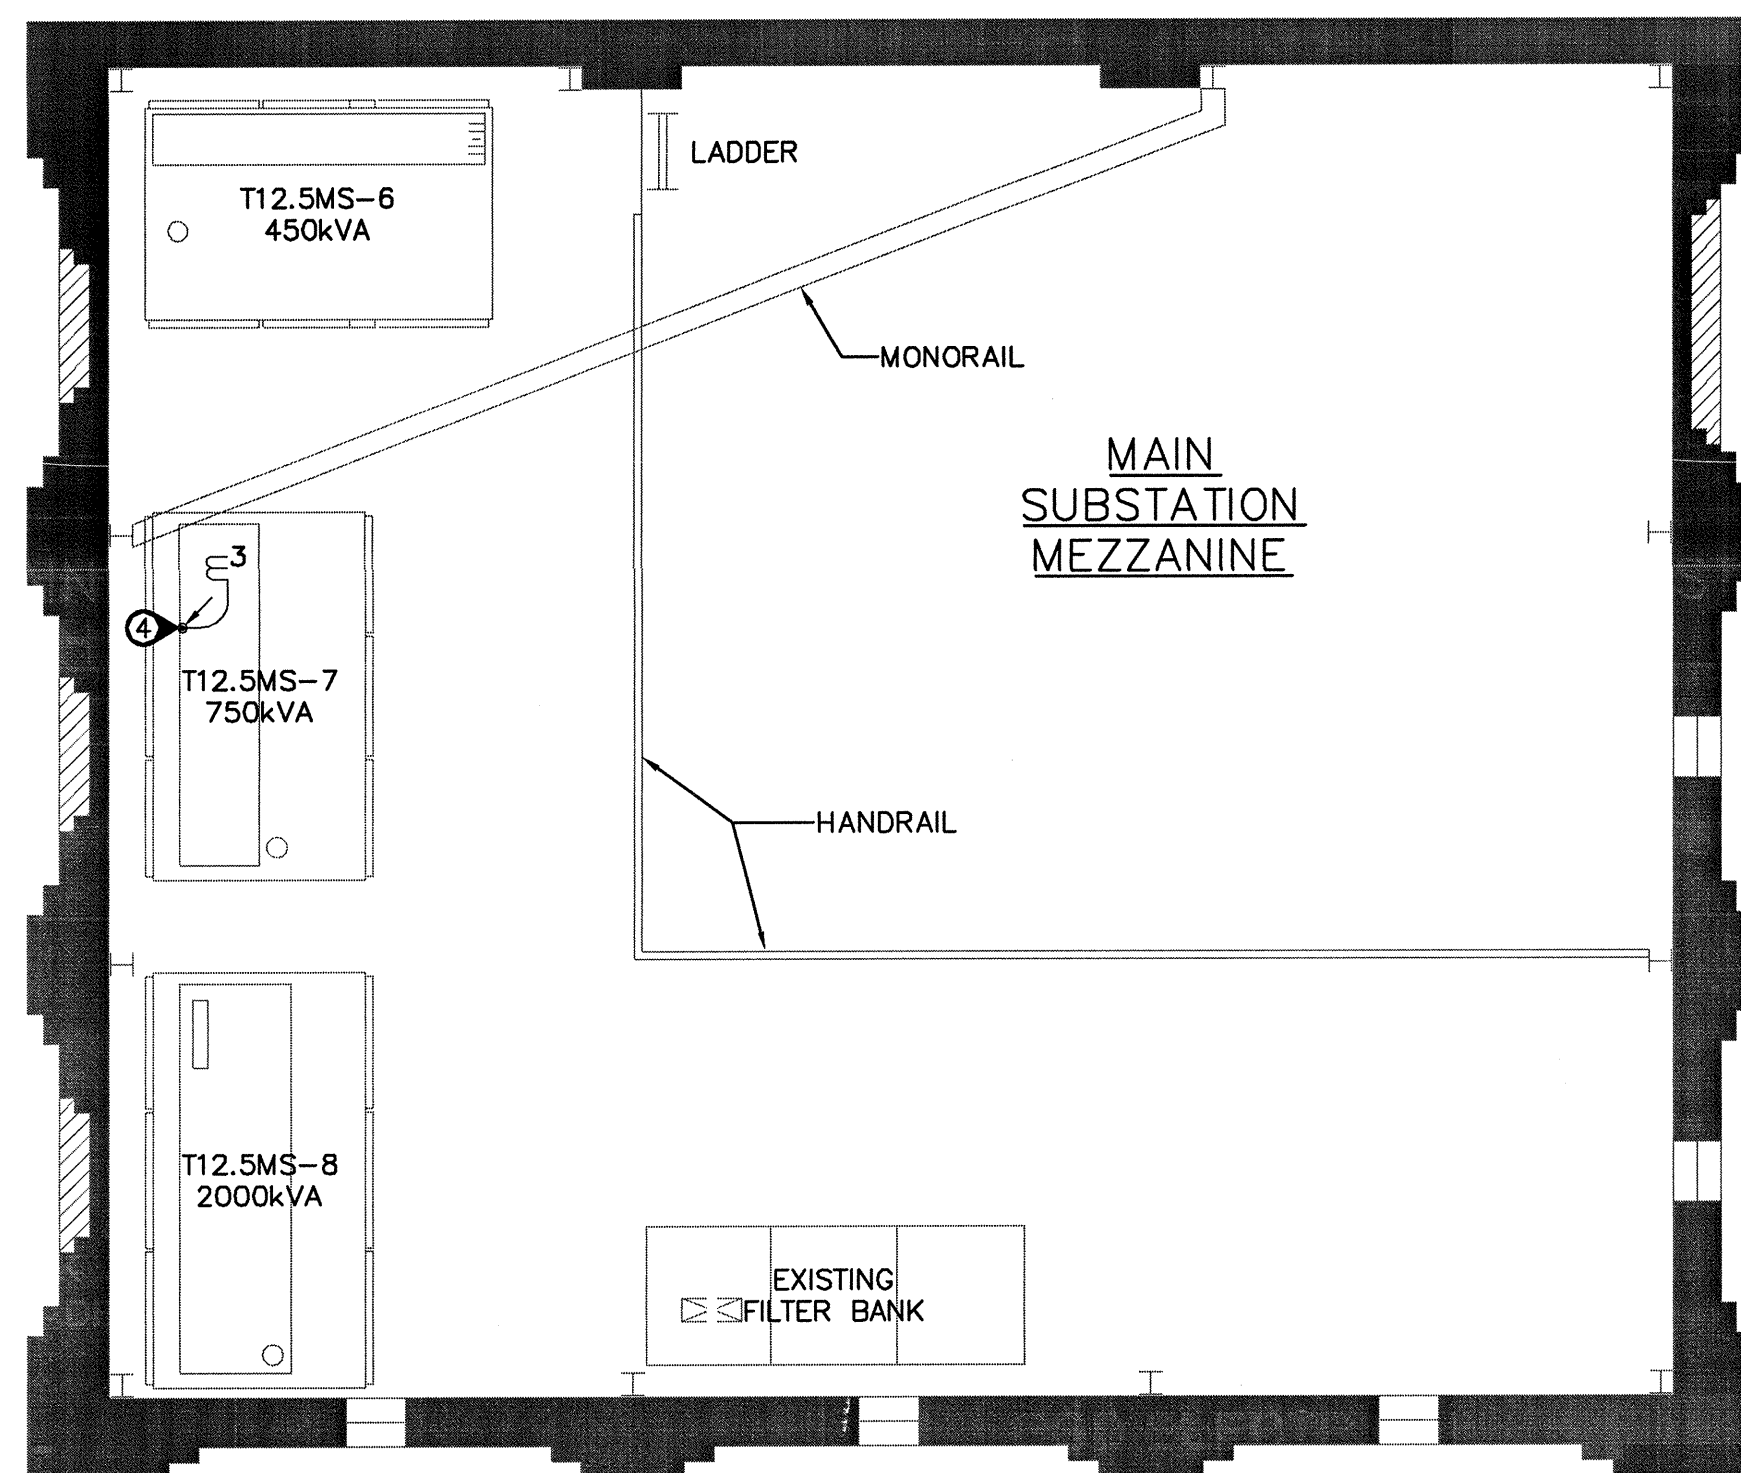 LADDER
T12.5MS-6
450kVA
MONORAIL
MAIN
SUBSTATION
MEZZANINE
3
4
T12.5MS-7
750kVA
HANDRAIL
T12.5MS-8
2000kVA
EXISTING
FILTER BANK